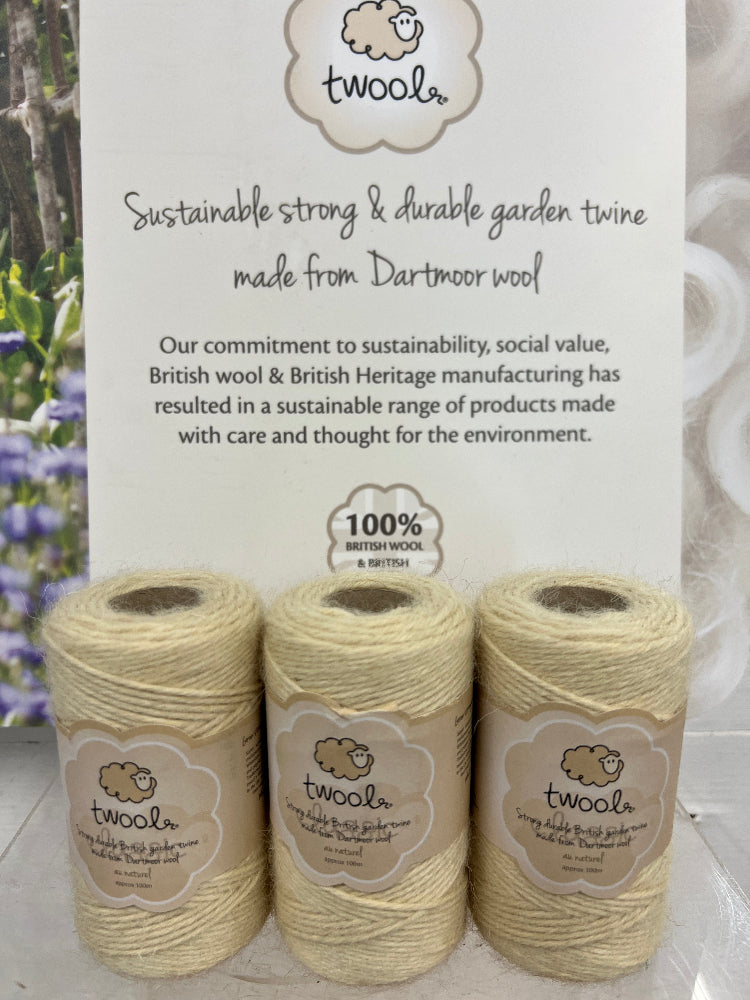 twool®
Sustainable strong & durable garden twine
made from Dartmoor wool
Our commitment to sustainability, social value,
British wool & British Heritage manufacturing has
resulted in a sustainable range of products made
with care and thought for the environment.
100%
BRITISH WOOL
& BRITISH
twool®
Strong durable British garden twine
made from Dartmoor wool
au naturel
approx 100m
twool®
Strong durable British garden twine
made from Dartmoor wool
au naturel
approx 100m
twool®
Strong durable British garden twine
made from Dartmoor wool
au naturel
approx 100m